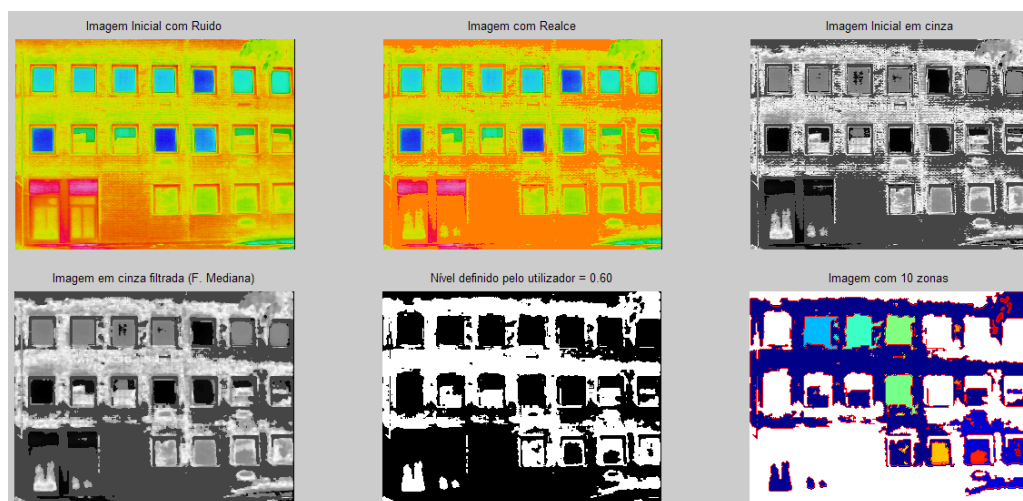 Imagem Inicial com Ruido
Imagem com Realce
Imagem Inicial em cinza
Imagem em cinza filtrada (F. Mediana)
Nível definido pelo utilizador = 0.60
Imagem com 10 zonas